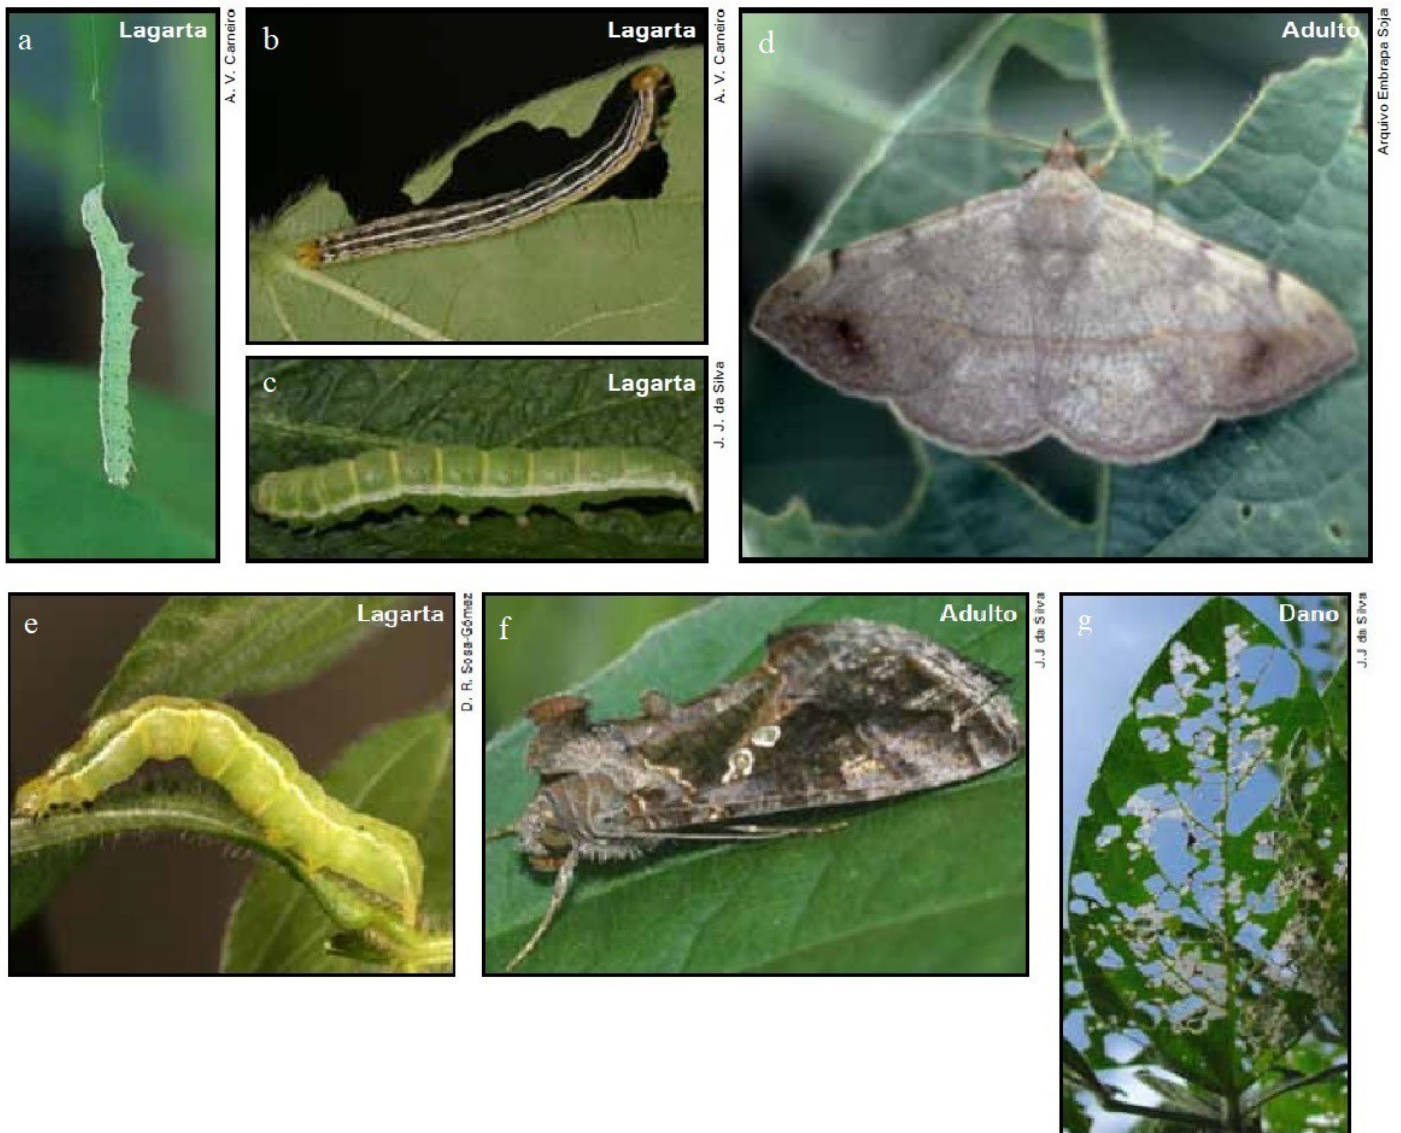 a
Lagarta
A. V. Carneiro
b
Lagarta
A. V. Carneiro
c
Lagarta
J. J. da Silva
d
Adulto
Arquivo Embrapa Soja
e
Lagarta
D. R. Sosa-Gómez
f
Adulto
J.J da Silva
g
Dano
J.J da Silva